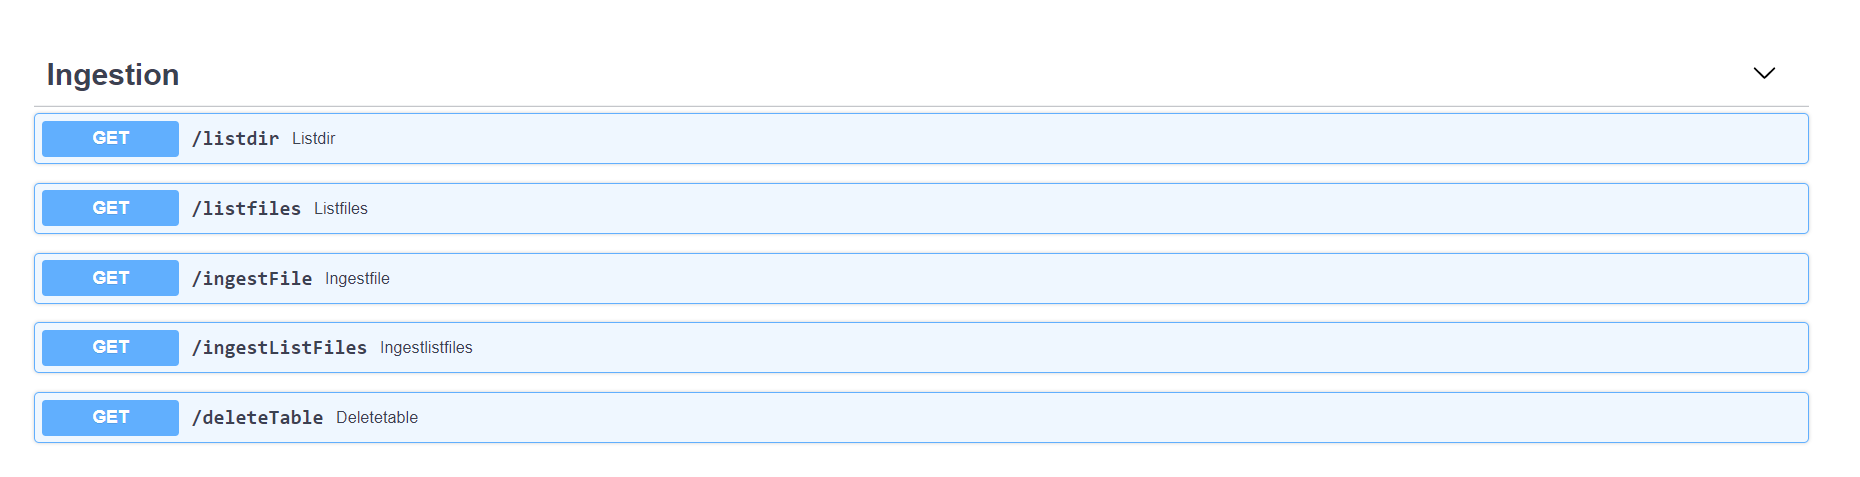 Ingestion
GET /listdir Listdir
GET /listfiles Listfiles
GET /ingestFile Ingestfile
GET /ingestListFiles Ingestlistfiles
GET /deleteTable Deletetable